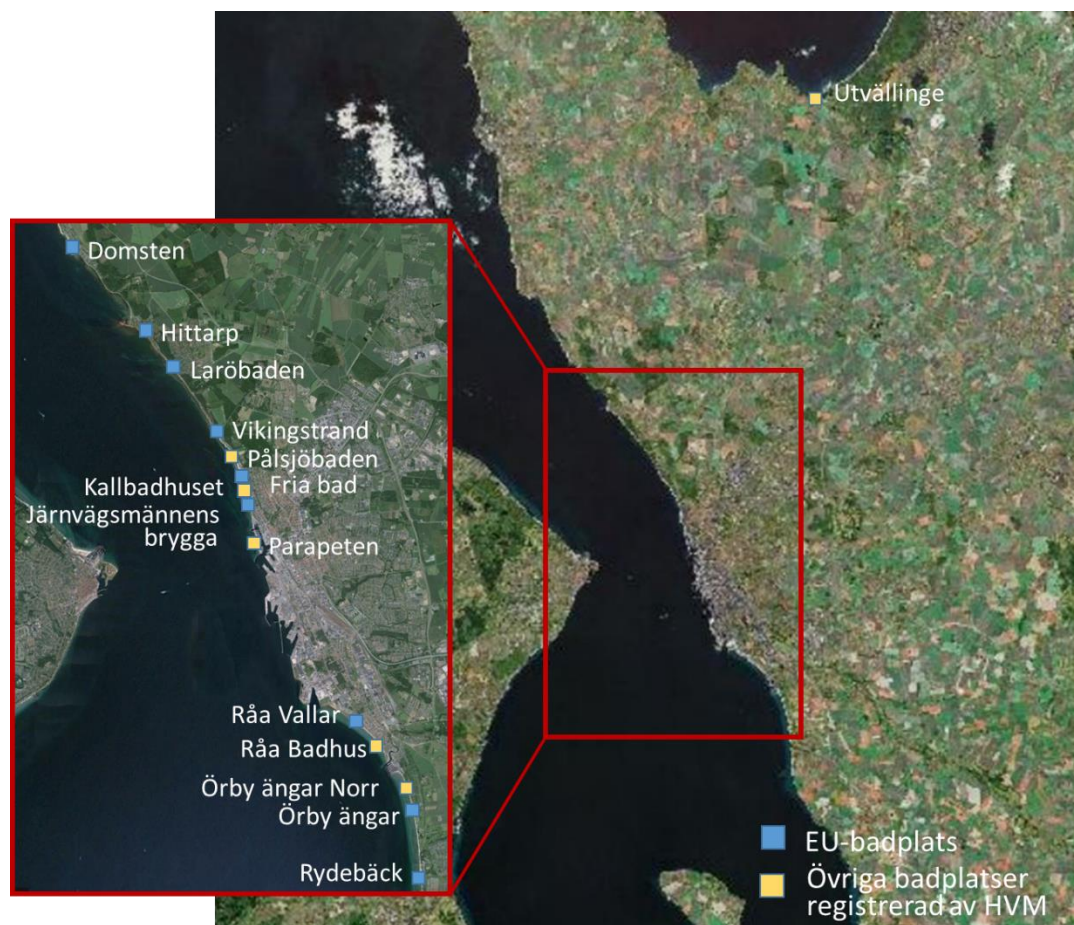 Utvällinge
Domsten
Hittarp
Laröbaden
Vikingstrand
Pålsjöbaden
Fria bad
Kallbadhuset
Järnvägsmännens
brygga
Parapeten
Råa Vallar
Råa Badhus
Örby ängar Norr
Örby ängar
Rydebäck
EU-badplats
Övriga badplatser
registrerad av HVM